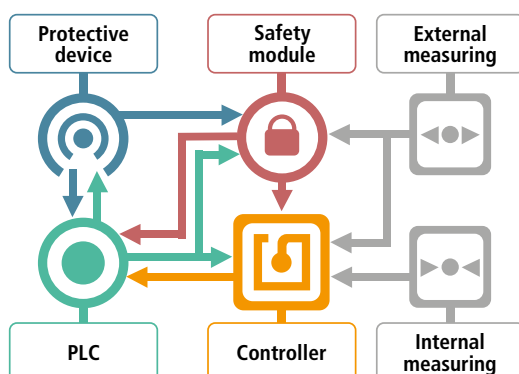 Protective
device
Safety
module
External
measuring
PLC
Controller
Internal
measuring